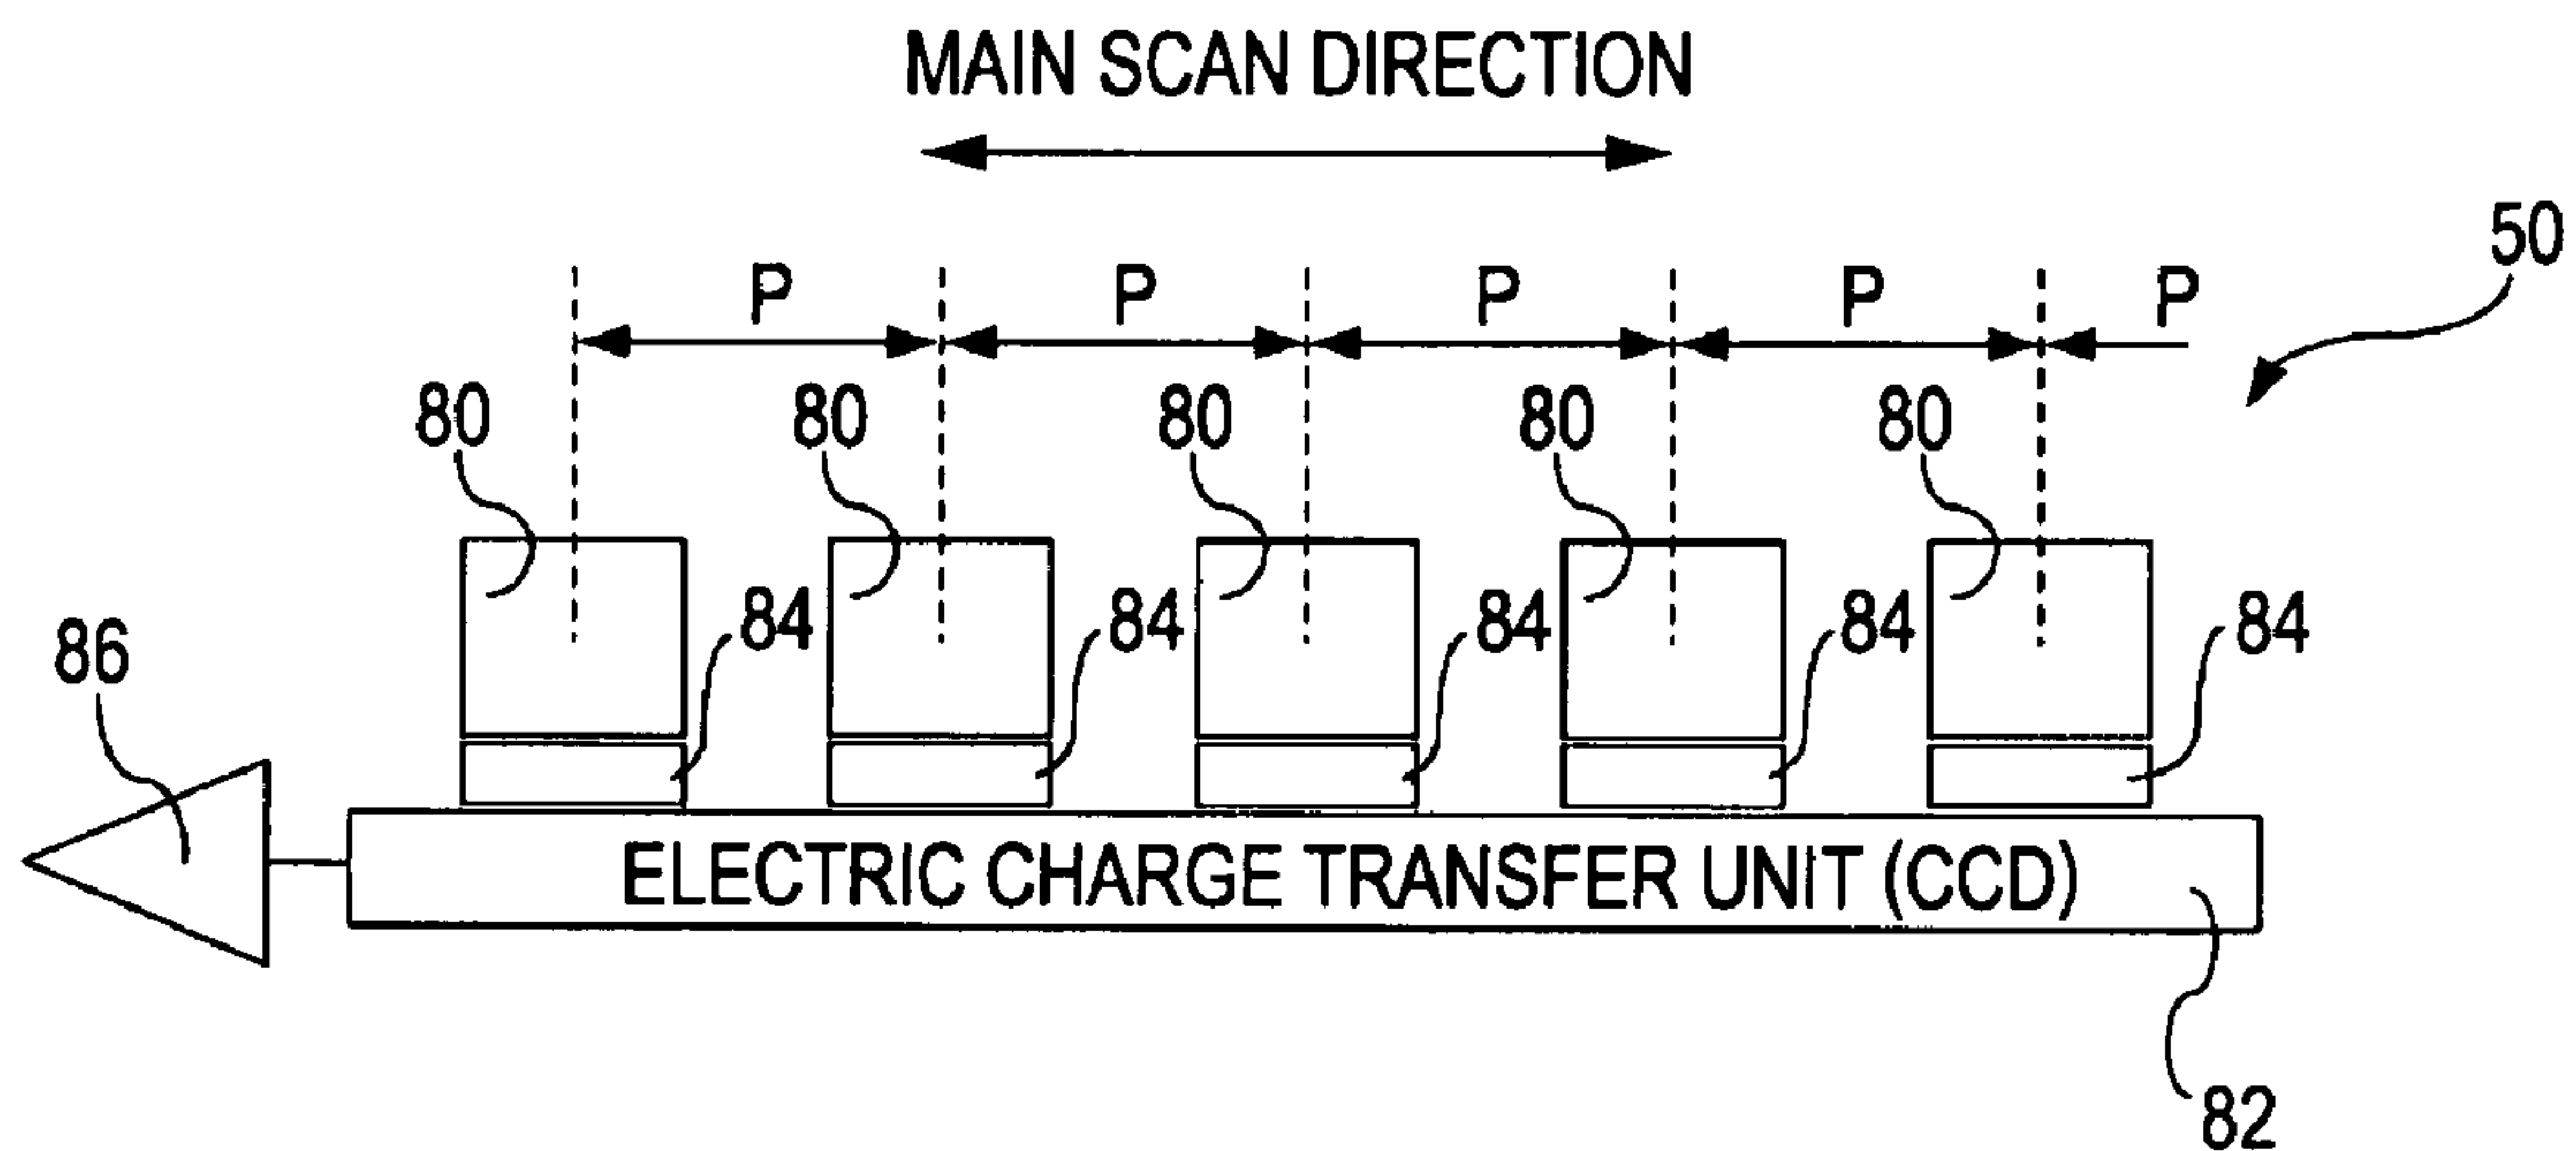 MAIN SCAN DIRECTION
50
P P P P P
80 80 80 80 80
84 84 84 84 84
86
ELECTRIC CHARGE TRANSFER UNIT (CCD)
82